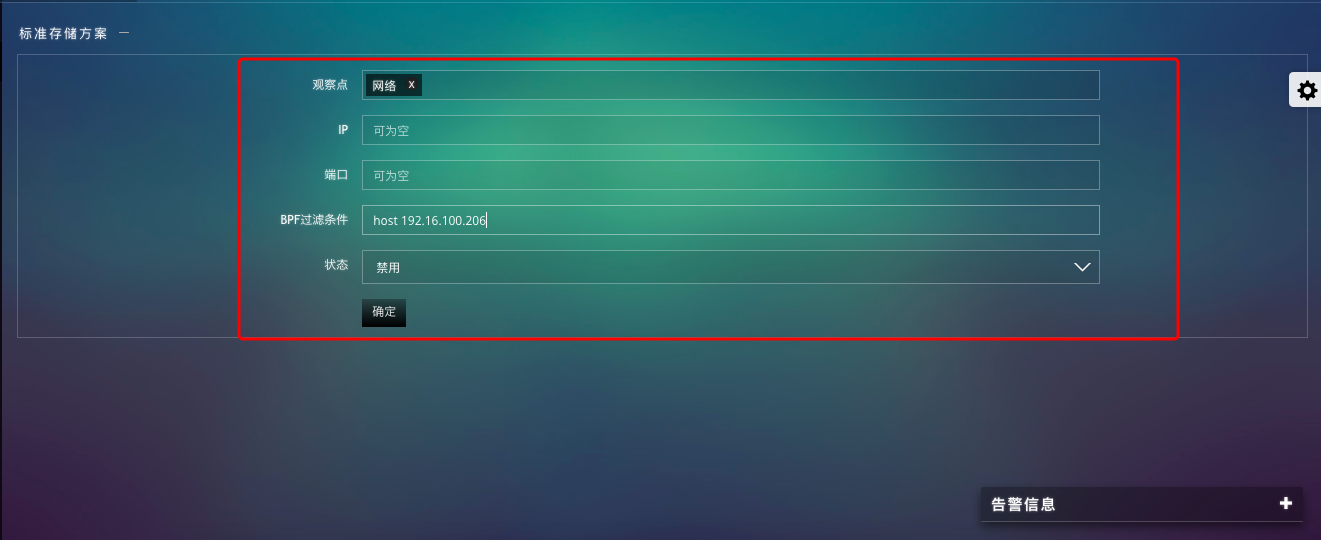 标准存储方案 —
观察点 网络 x
IP 可为空
端口 可为空
BPF过滤条件 host 192.16.100.206
状态 禁用
确定
告警信息 +